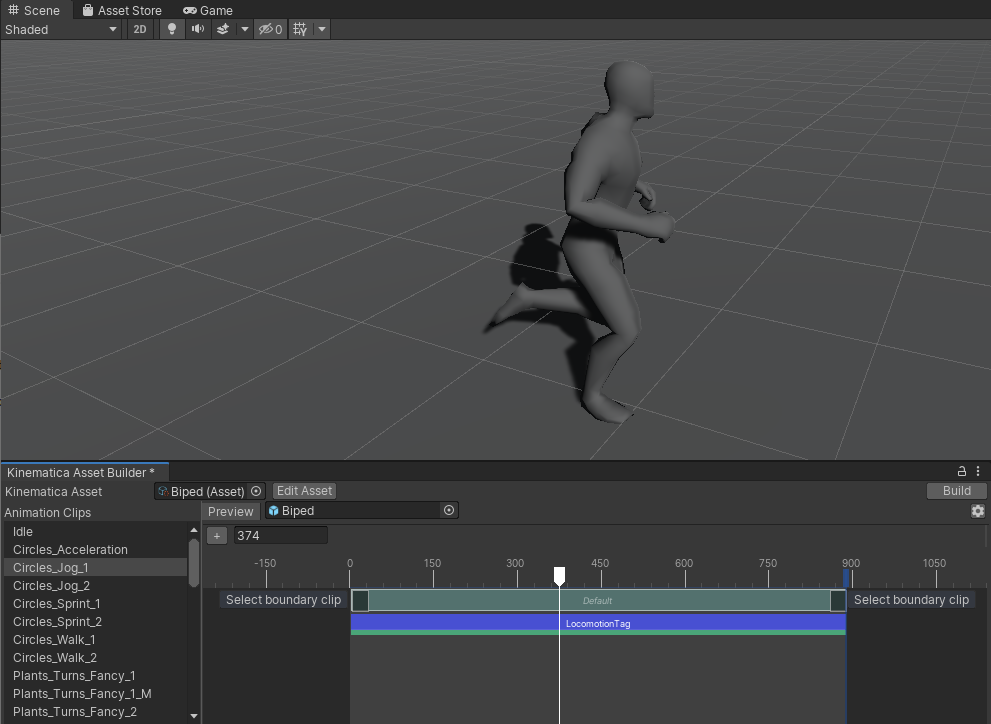 Scene Asset Store Game
Shaded 2D 0
Kinematica Asset Builder *
Kinematica Asset Biped (Asset) Edit Asset Build
Animation Clips Preview Biped
Idle
Circles_Acceleration
Circles_Jog_1
Circles_Jog_2
Circles_Sprint_1
Circles_Sprint_2
Circles_Walk_1
Circles_Walk_2
Plants_Turns_Fancy_1
Plants_Turns_Fancy_1_M
Plants_Turns_Fancy_2
+ 374
-150 0 150 300 450 600 750 900 1050
Select boundary clip Default Select boundary clip
LocomotionTag